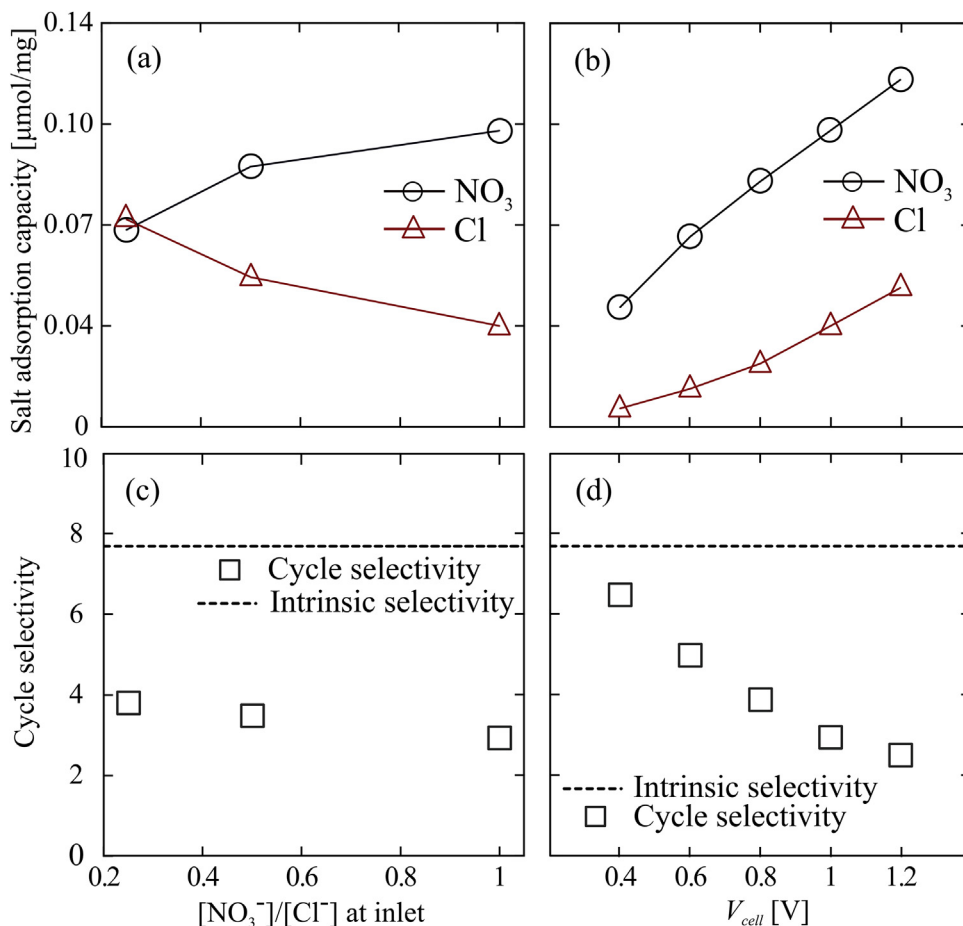 Salt adsorption capacity [µmol/mg]
0.14
0.10
0.07
0.04
0
(a)
NO₃
Cl
(b)
NO₃
Cl
Cycle selectivity
10
8
6
4
2
0
(c)
Cycle selectivity
Intrinsic selectivity
0.2 0.4 0.6 0.8 1
[NO₃⁻]/[Cl⁻] at inlet
(d)
Intrinsic selectivity
Cycle selectivity
0.4 0.6 0.8 1 1.2
V_cell [V]